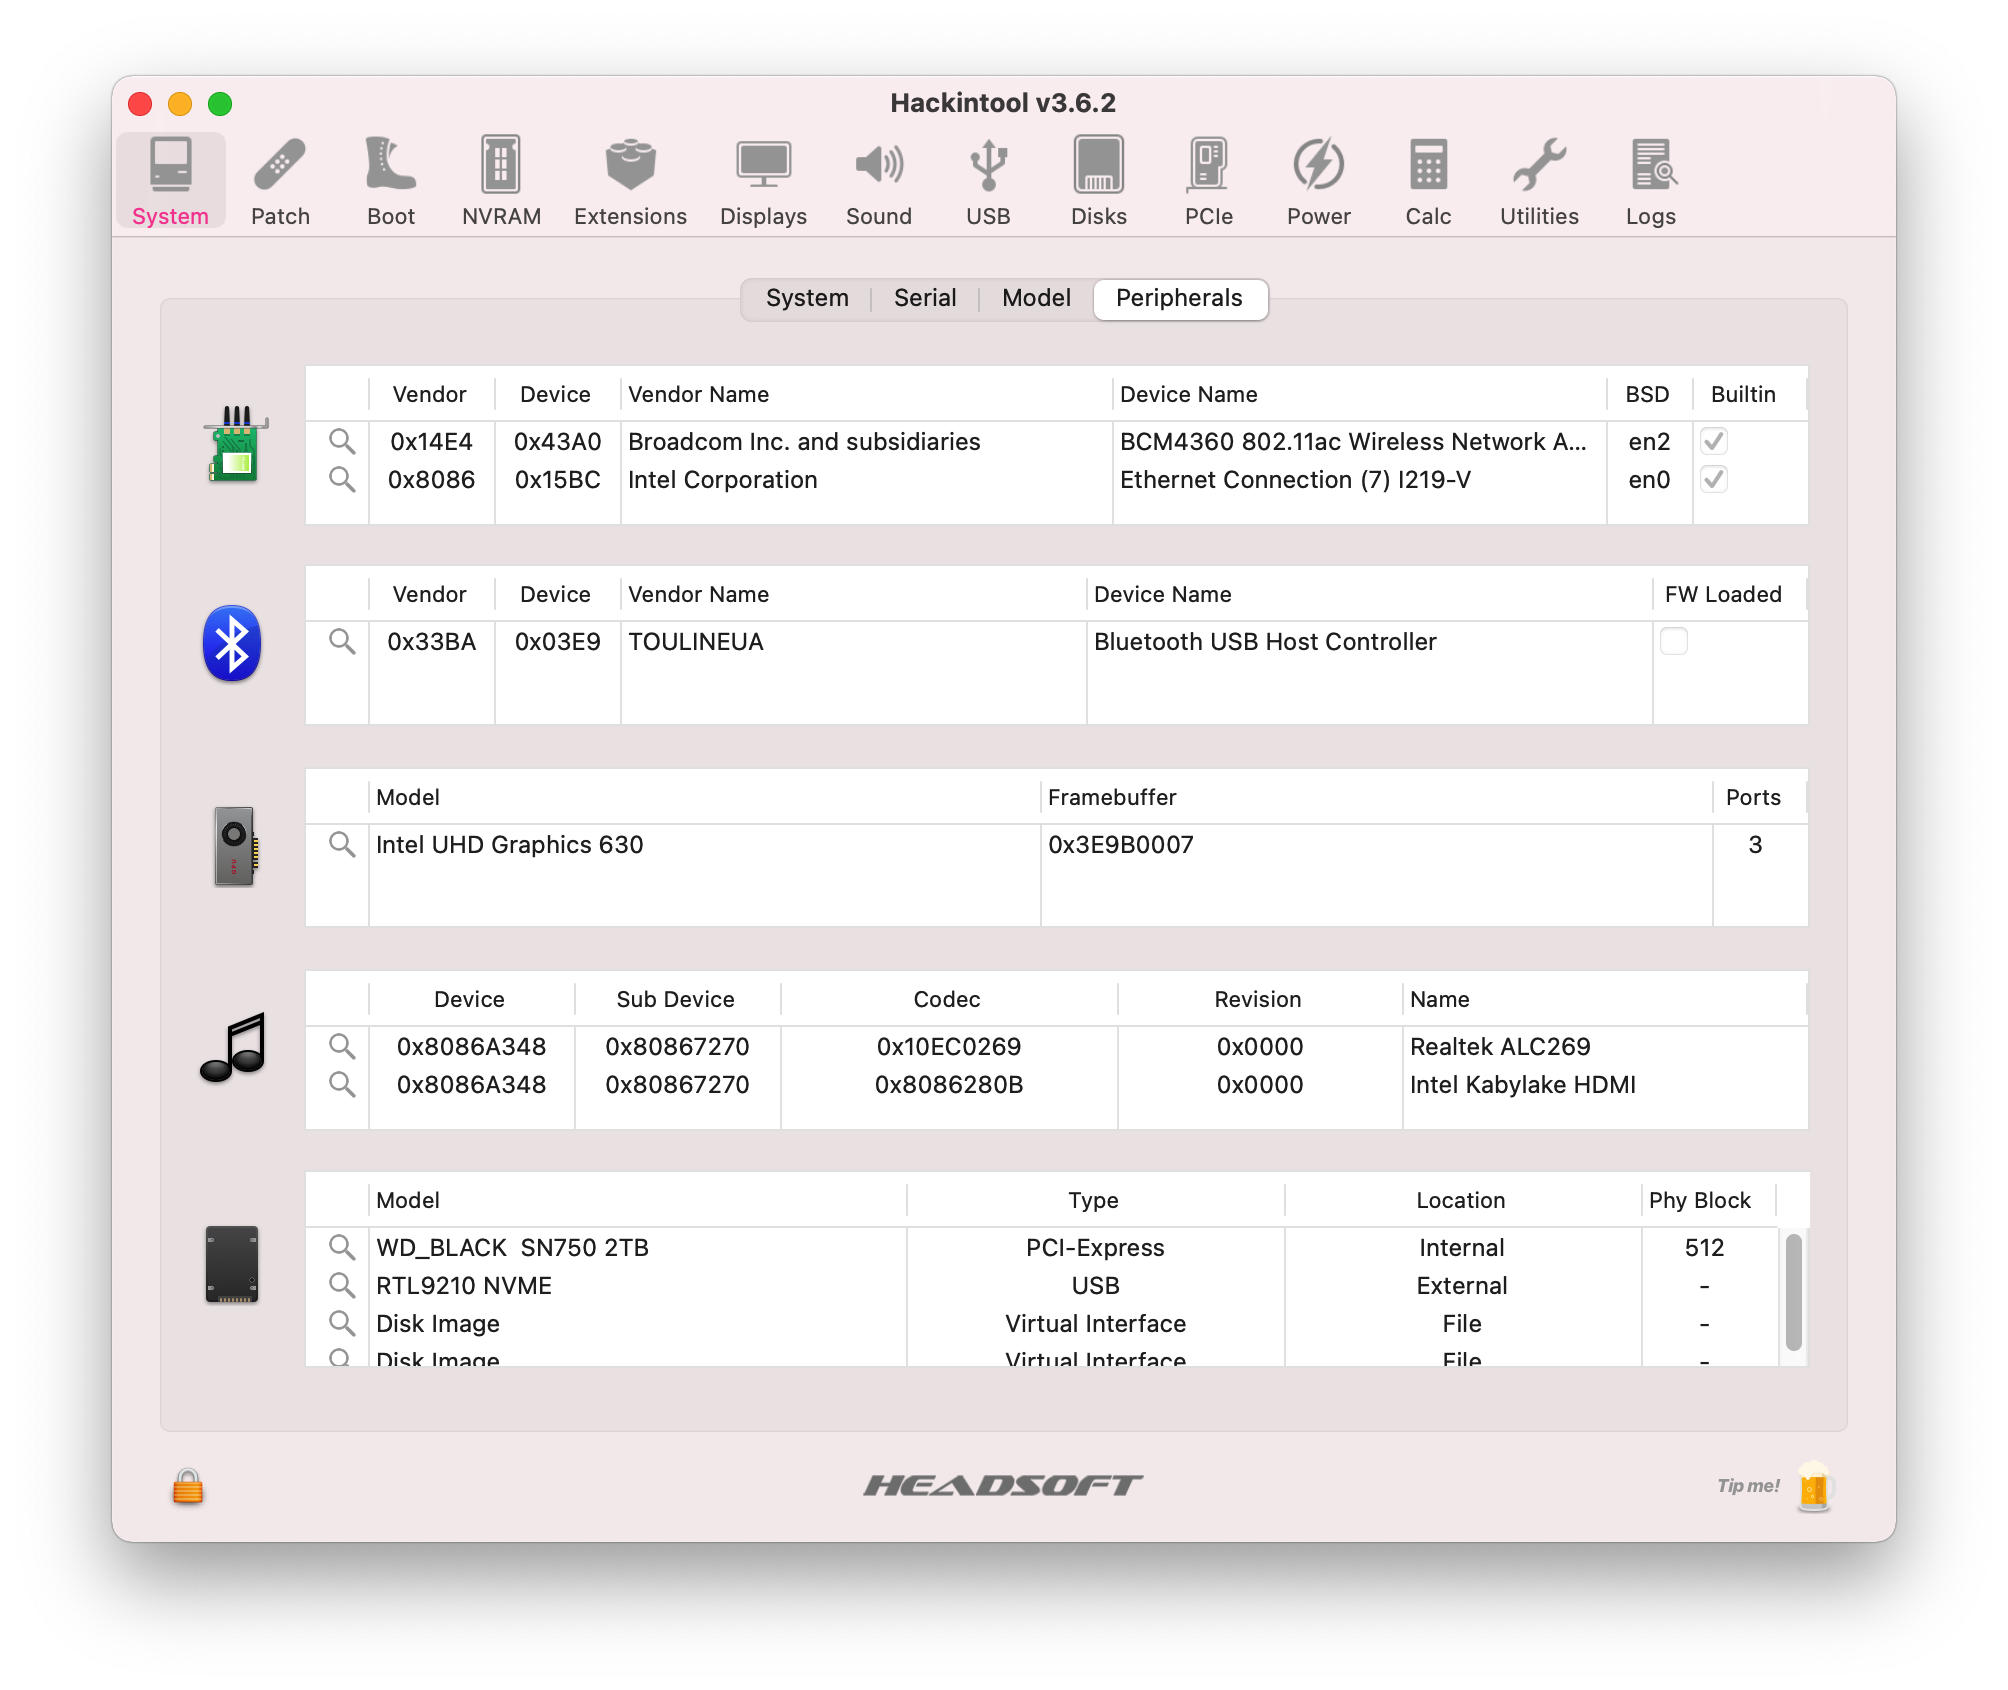 Hackintool v3.6.2
System Patch Boot NVRAM Extensions Displays Sound USB Disks PCIe Power Calc Utilities Logs
System Serial Model Peripherals
Vendor Device Vendor Name Device Name BSD Builtin
0x14E4 0x43A0 Broadcom Inc. and subsidiaries BCM4360 802.11ac Wireless Network A... en2
0x8086 0x15BC Intel Corporation Ethernet Connection (7) I219-V en0
Vendor Device Vendor Name Device Name FW Loaded
0x33BA 0x03E9 TOULINEUA Bluetooth USB Host Controller
Model Framebuffer Ports
Intel UHD Graphics 630 0x3E9B0007 3
GPU
Device Sub Device Codec Revision Name
0x8086A348 0x80867270 0x10EC0269 0x0000 Realtek ALC269
0x8086A348 0x80867270 0x8086280B 0x0000 Intel Kabylake HDMI
Model Type Location Phy Block
WD_BLACK  SN750 2TB PCI-Express Internal 512
RTL9210 NVME USB External -
Disk Image Virtual Interface File -
Disk Image Virtual Interface File -
HEADSOFT
Tip me!